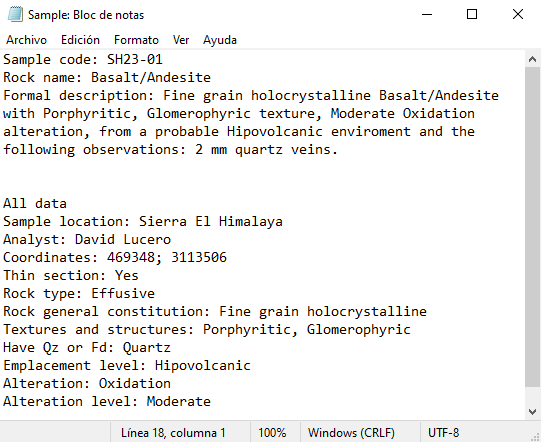 Sample: Bloc de notas
Archivo Edición Formato Ver Ayuda
Sample code: SH23-01
Rock name: Basalt/Andesite
Formal description: Fine grain holocrystalline Basalt/Andesite
with Porphyritic, Glomerophyric texture, Moderate Oxidation
alteration, from a probable Hipovolcanic enviroment and the
following observations: 2 mm quartz veins.
All data
Sample location: Sierra El Himalaya
Analyst: David Lucero
Coordinates: 469348; 3113506
Thin section: Yes
Rock type: Effusive
Rock general constitution: Fine grain holocrystalline
Textures and structures: Porphyritic, Glomerophyric
Have Qz or Fd: Quartz
Emplacement level: Hipovolcanic
Alteration: Oxidation
Alteration level: Moderate
Línea 18, columna 1 100% Windows (CRLF) UTF-8